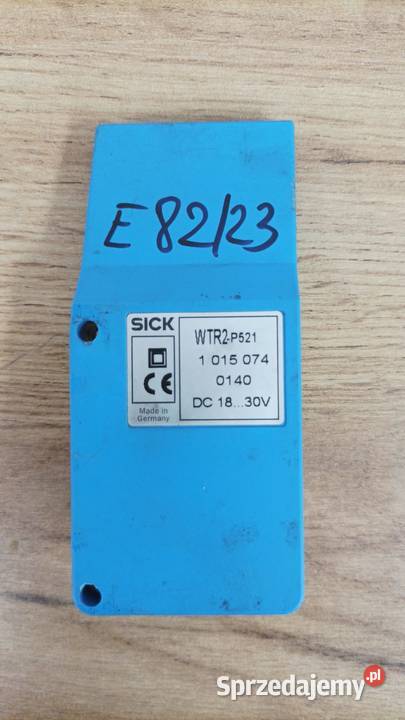 E 82/23
SICK
WTR2-P521
1 015 074
0140
DC 18...30V
CE
Made in
Germany
Sprzedajemy.pl